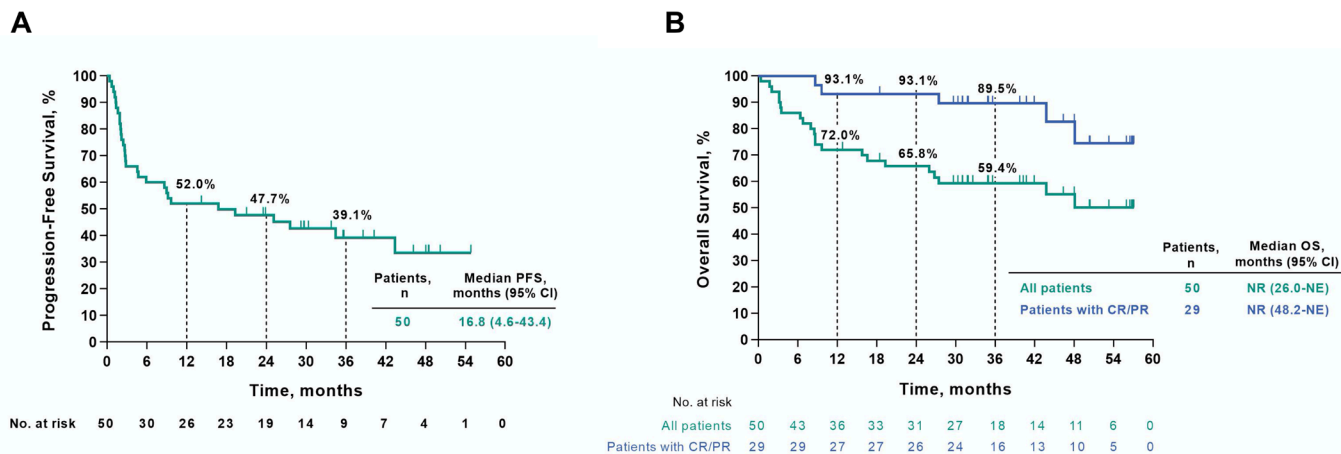 A
Progression-Free Survival, %
100
90
80
70
60
50
40
30
20
10
0
52.0%
47.7%
39.1%
Patients, n
Median PFS, months (95% CI)
50 16.8 (4.6-43.4)
0 6 12 18 24 30 36 42 48 54 60
Time, months
No. at risk 50 30 26 23 19 14 9 7 4 1 0
B
Overall Survival, %
100
90
80
70
60
50
40
30
20
10
0
93.1% 93.1% 89.5%
72.0%
65.8%
59.4%
Patients, n
Median OS, months (95% CI)
All patients 50 NR (26.0-NE)
Patients with CR/PR 29 NR (48.2-NE)
0 6 12 18 24 30 36 42 48 54 60
Time, months
No. at risk
All patients 50 43 36 33 31 27 18 14 11 6 0
Patients with CR/PR 29 29 27 27 26 24 16 13 10 5 0